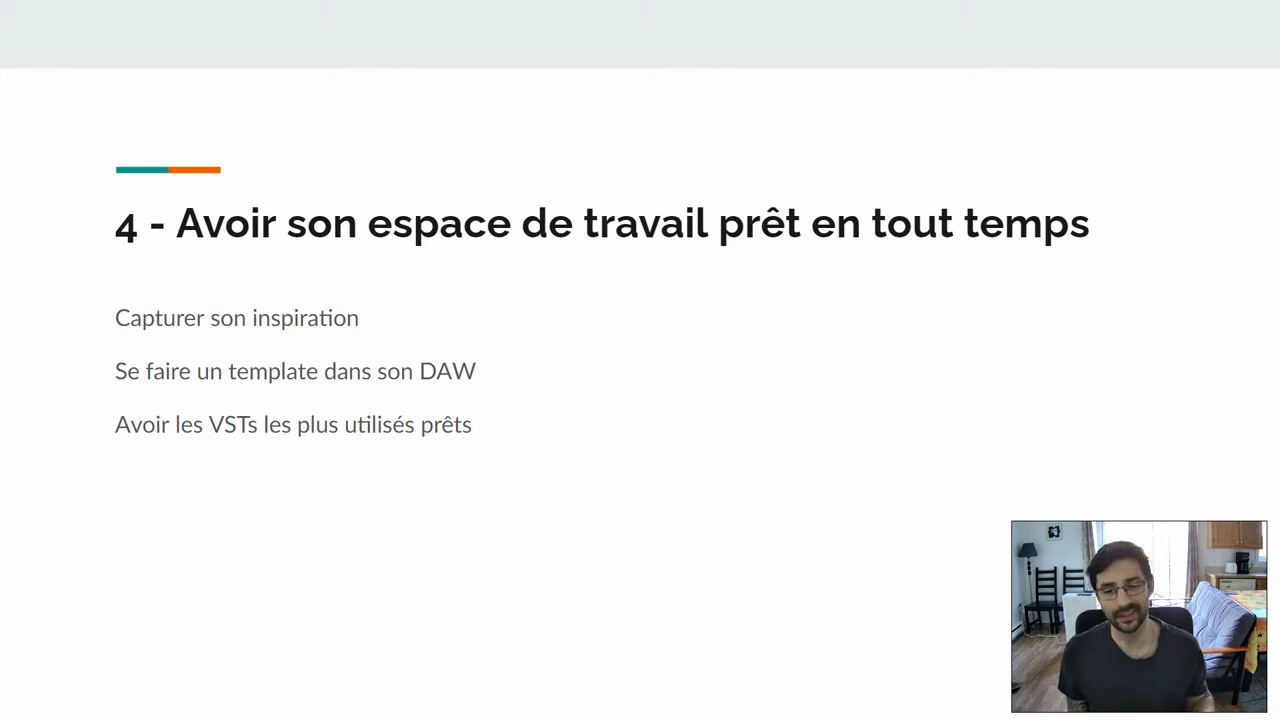 4 - Avoir son espace de travail prêt en tout temps
Capturer son inspiration
Se faire un template dans son DAW
Avoir les VSTs les plus utilisés prêts